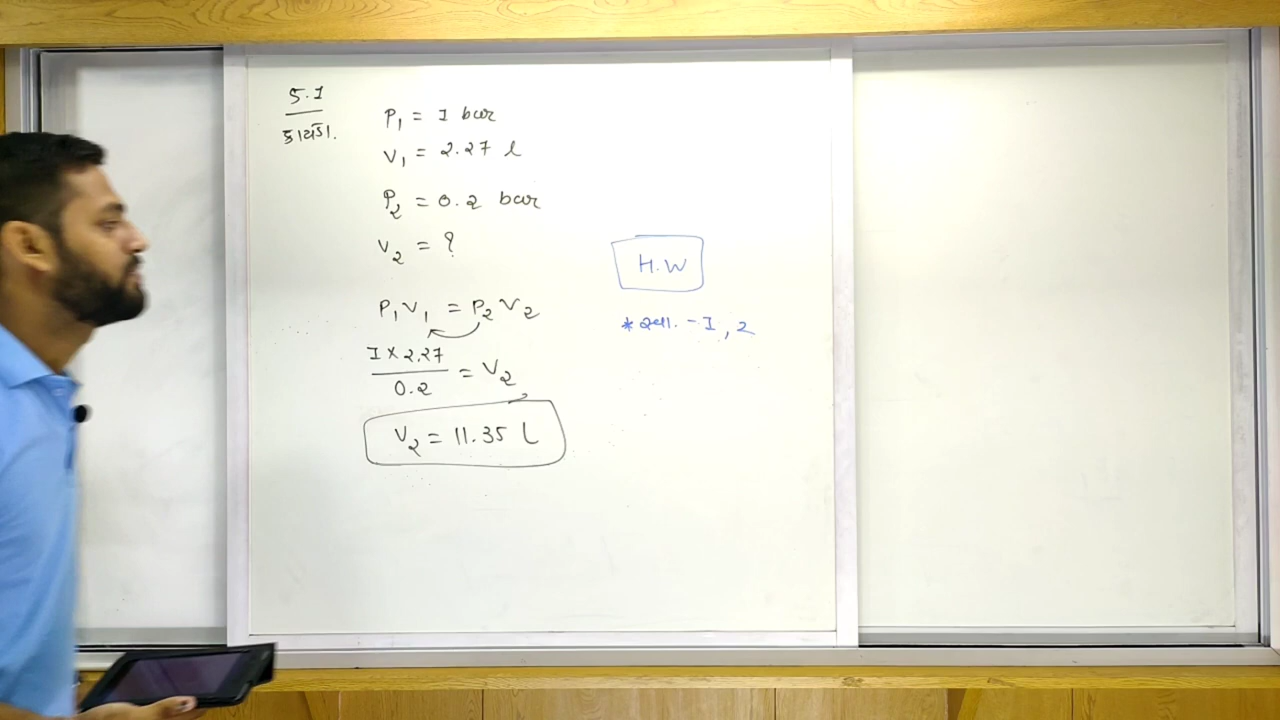 5.1
કોયડો.
P₁ = 1 bar
V₁ = 2.27 l
P₂ = 0.2 bar
V₂ = ?
P₁V₁ = P₂V₂
1 × 2.27
0.2
= V₂
V₂ = 11.35 L
H.W
* સ્વા. - 1, 2